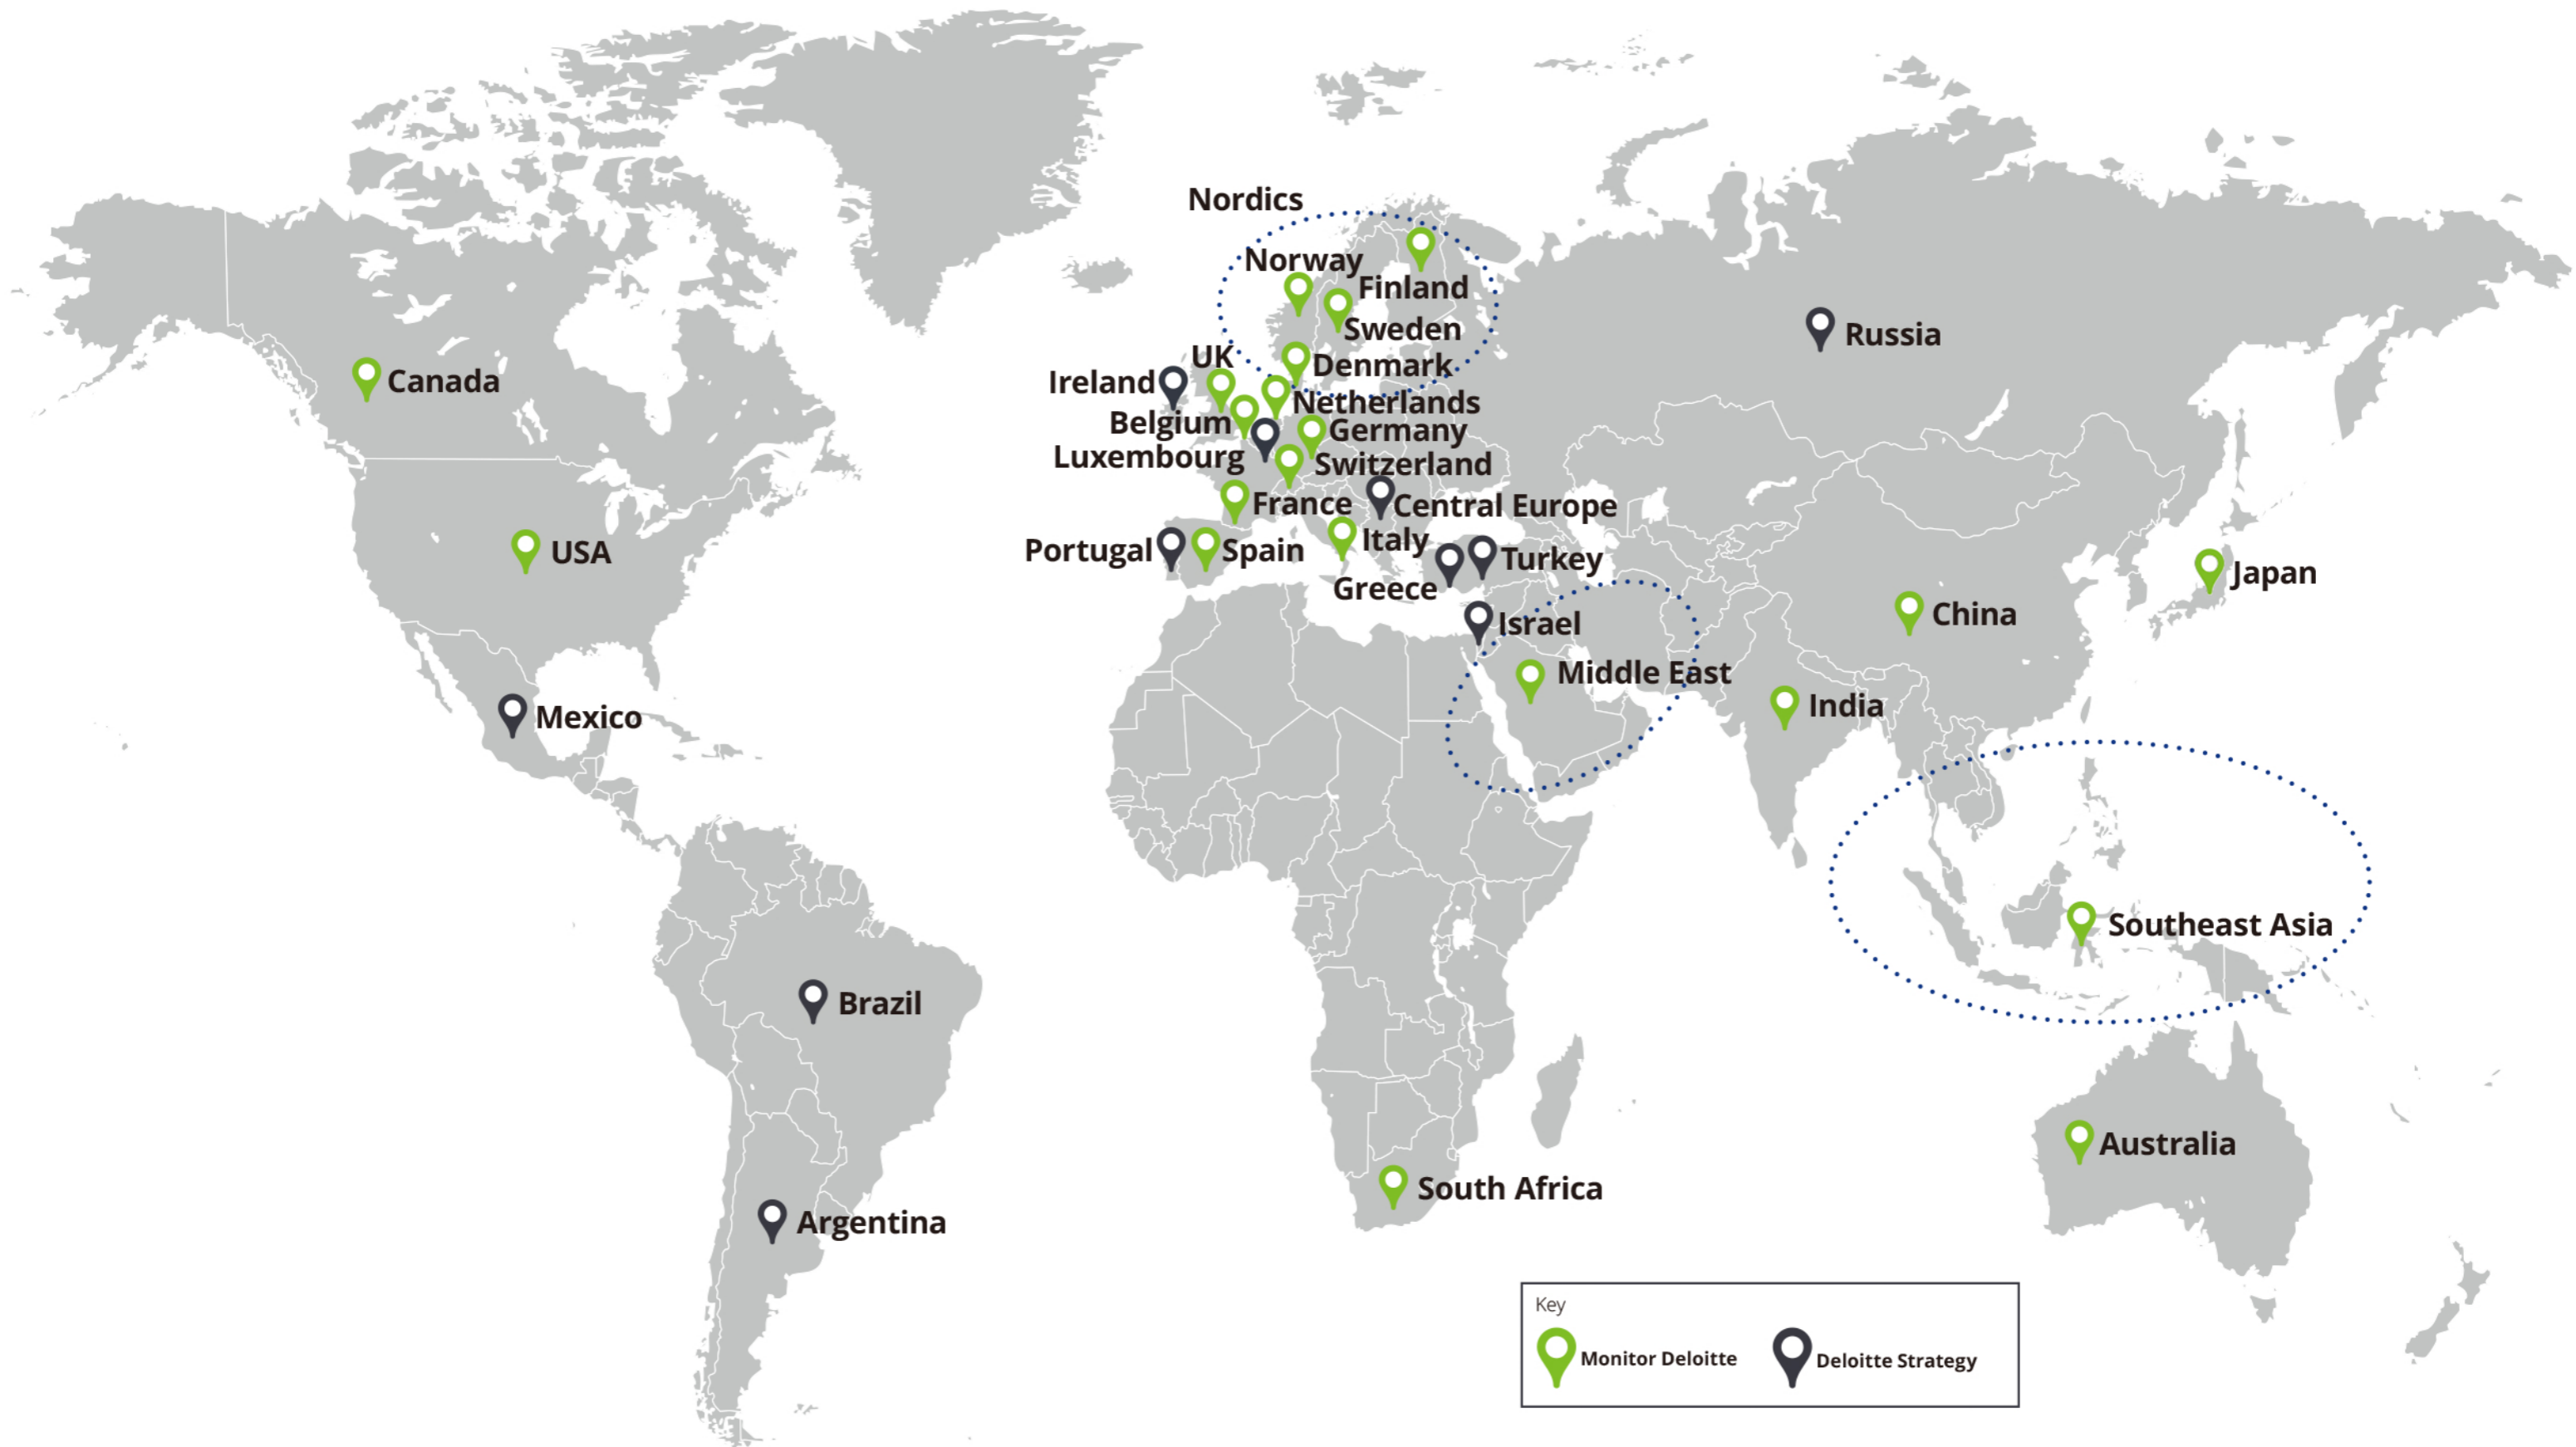 Nordics
Norway
Finland
Sweden
Russia
UK
Denmark
Canada
Ireland
Netherlands
Belgium
Germany
Luxembourg
Switzerland
France
Central Europe
USA
Portugal
Spain
Italy
Turkey
Japan
Greece
China
Israel
Middle East
India
Mexico
Southeast Asia
Brazil
Australia
South Africa
Argentina
Key
Monitor Deloitte
Deloitte Strategy